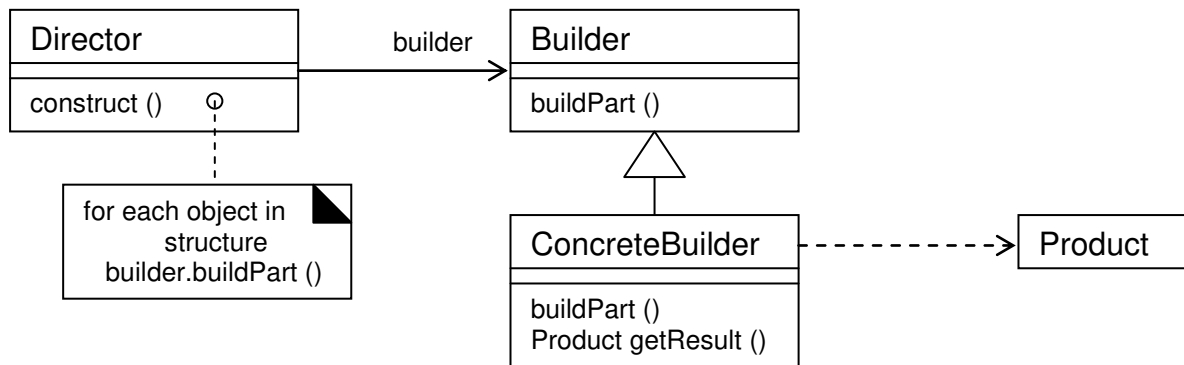 Director
construct ()
for each object in
structure
builder.buildPart ()
builder
Builder
buildPart ()
ConcreteBuilder
buildPart ()
Product getResult ()
Product